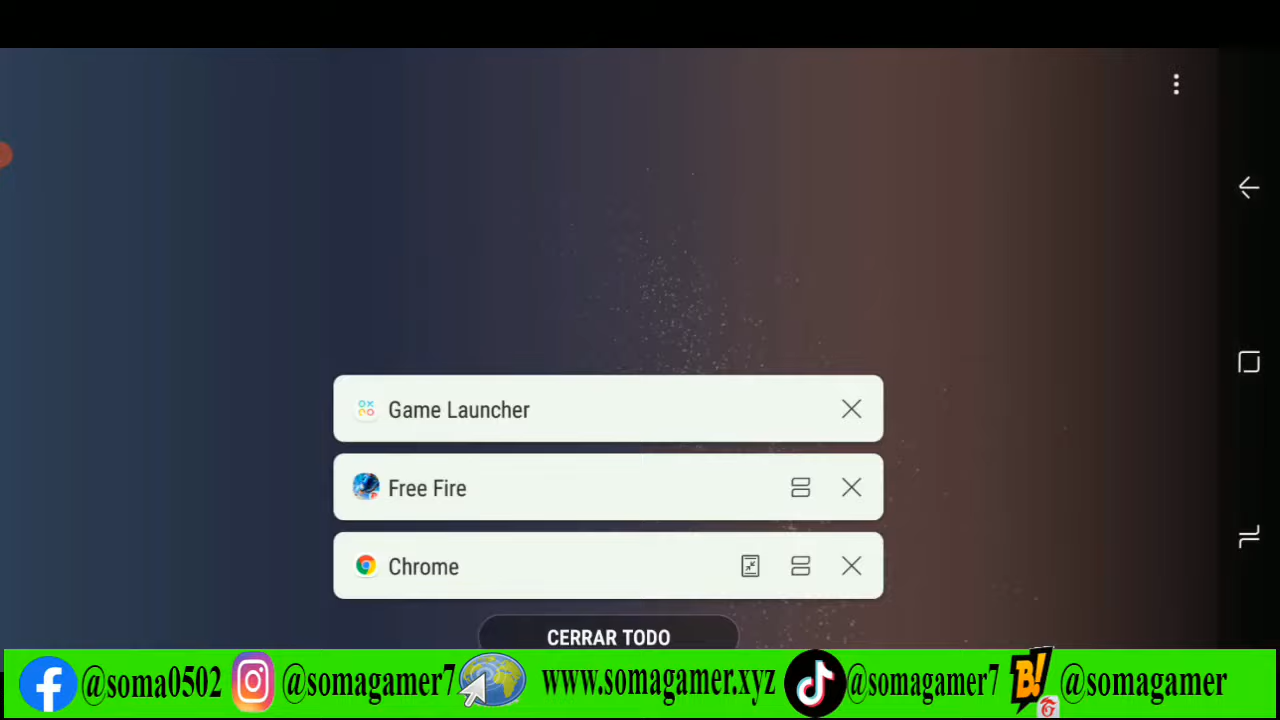 Game Launcher
Free Fire
Chrome
CERRAR TODO
@soma0502 @somagamer7 www.somagamer.xyz @somagamer7 B! @somagamer